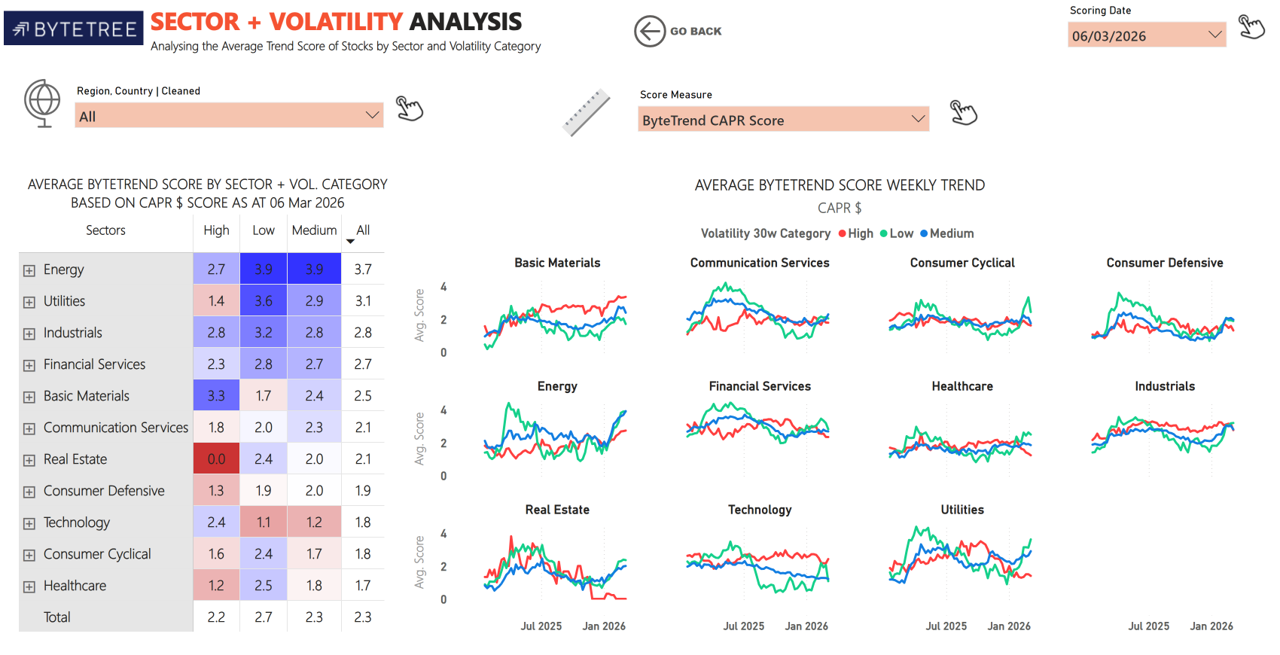 BYTETREE
SECTOR + VOLATILITY ANALYSIS
Analysing the Average Trend Score of Stocks by Sector and Volatility Category
GO BACK
Scoring Date
06/03/2026
Region, Country | Cleaned
All
Score Measure
ByteTrend CAPR Score
AVERAGE BYTETREND SCORE BY SECTOR + VOL. CATEGORY
BASED ON CAPR $ SCORE AS AT 06 Mar 2026
Sectors High Low Medium All
Energy 2.7 3.9 3.9 3.7
Utilities 1.4 3.6 2.9 3.1
Industrials 2.8 3.2 2.8 2.8
Financial Services 2.3 2.8 2.7 2.7
Basic Materials 3.3 1.7 2.4 2.5
Communication Services 1.8 2.0 2.3 2.1
Real Estate 0.0 2.4 2.0 2.1
Consumer Defensive 1.3 1.9 2.0 1.9
Technology 2.4 1.1 1.2 1.8
Consumer Cyclical 1.6 2.4 1.7 1.8
Healthcare 1.2 2.5 1.8 1.7
Total 2.2 2.7 2.3 2.3
AVERAGE BYTETREND SCORE WEEKLY TREND
CAPR $
Volatility 30w Category High Low Medium
Basic Materials Communication Services Consumer Cyclical Consumer Defensive
Avg. Score
4
2
0
Energy Financial Services Healthcare Industrials
Avg. Score
4
2
0
Real Estate Technology Utilities
Avg. Score
4
2
0
Jul 2025 Jan 2026 Jul 2025 Jan 2026 Jul 2025 Jan 2026 Jul 2025 Jan 2026